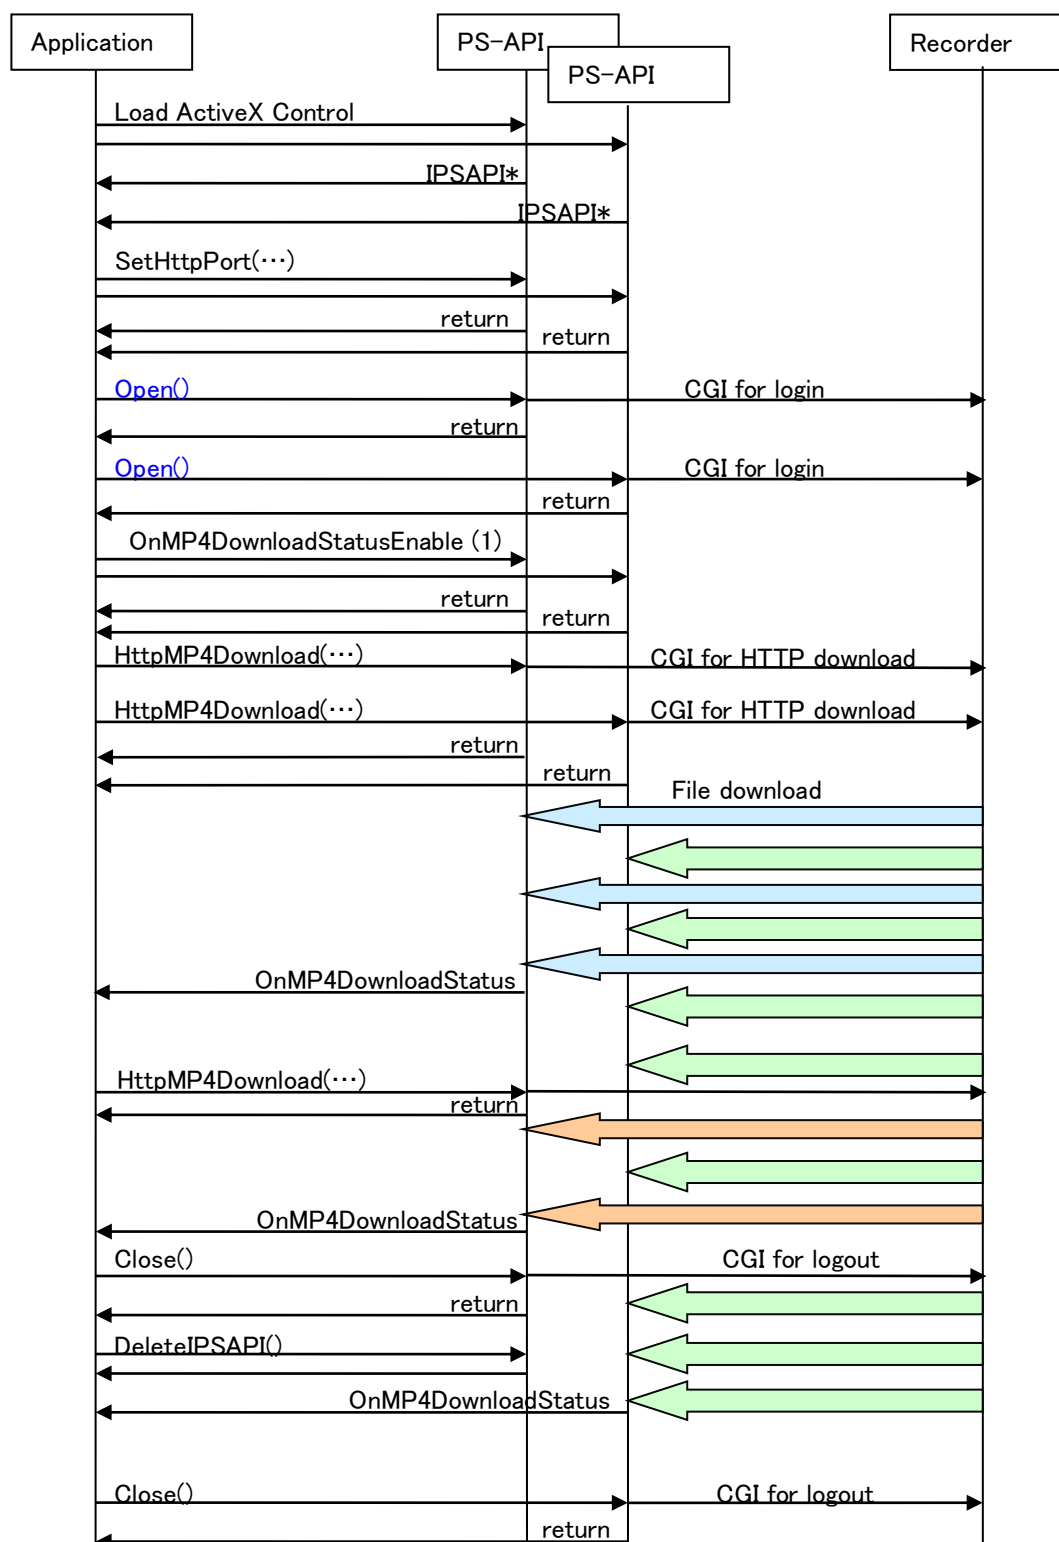 Application
PS-API
PS-API
Recorder
Load ActiveX Control
IPSAPI*
IPSAPI*
SetHttpPort(･･･)
return
return
Open()
CGI for login
return
Open()
CGI for login
return
OnMP4DownloadStatusEnable (1)
return
return
HttpMP4Download(･･･)
CGI for HTTP download
HttpMP4Download(･･･)
CGI for HTTP download
return
return
File download
OnMP4DownloadStatus
HttpMP4Download(･･･)
return
OnMP4DownloadStatus
Close()
CGI for logout
return
DeleteIPSAPI()
OnMP4DownloadStatus
Close()
CGI for logout
return